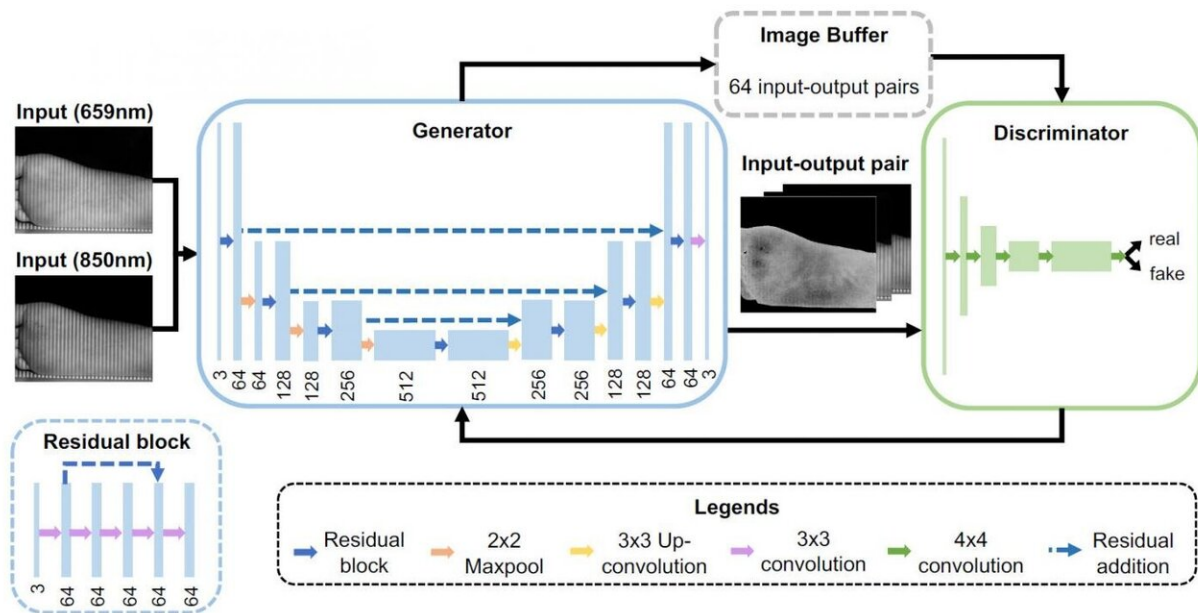 Image Buffer
64 input-output pairs
Input (659nm)
Generator
Discriminator
Input-output pair
real
fake
Input (850nm)
3 64 64 128 128 256 512 512 256 256 128 128 64 64 3
Residual block
3 64 64 64 64 64
Legends
Residual
block
2x2
Maxpool
3x3 Up-
convolution
3x3
convolution
4x4
convolution
Residual
addition